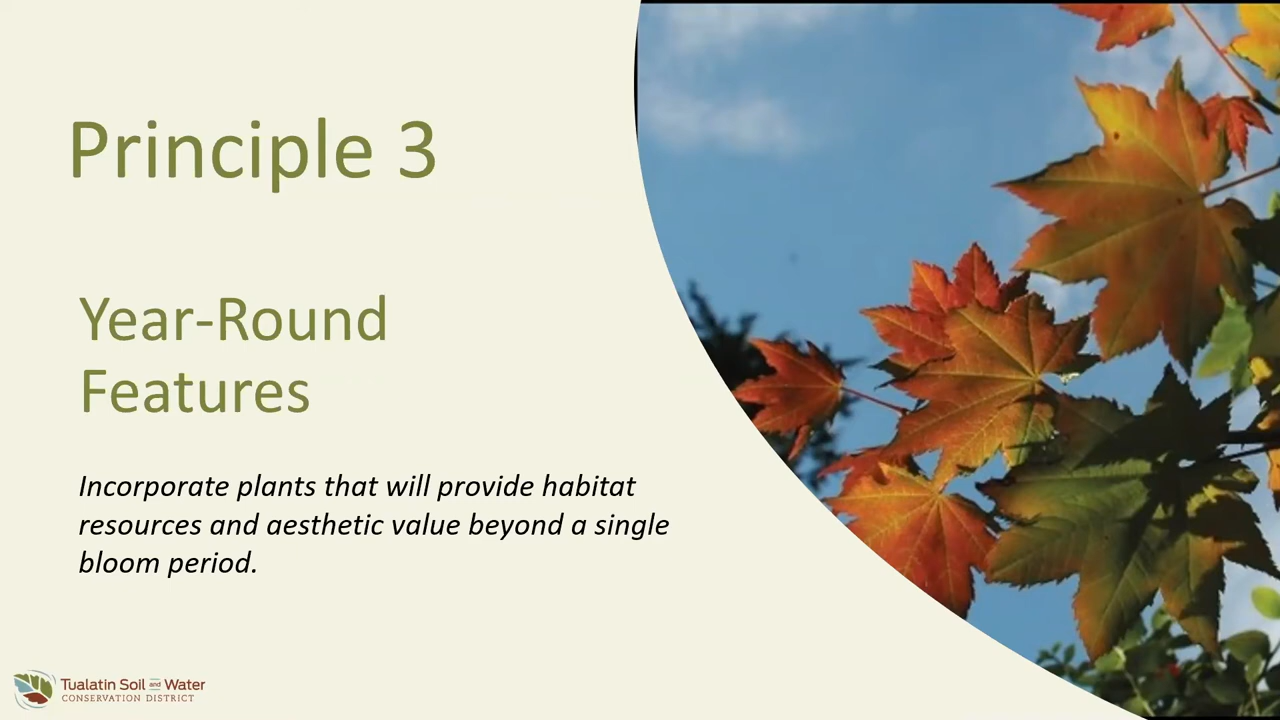 Principle 3
Year-Round
Features
Incorporate plants that will provide habitat
resources and aesthetic value beyond a single
bloom period.
Tualatin Soil and Water
CONSERVATION DISTRICT